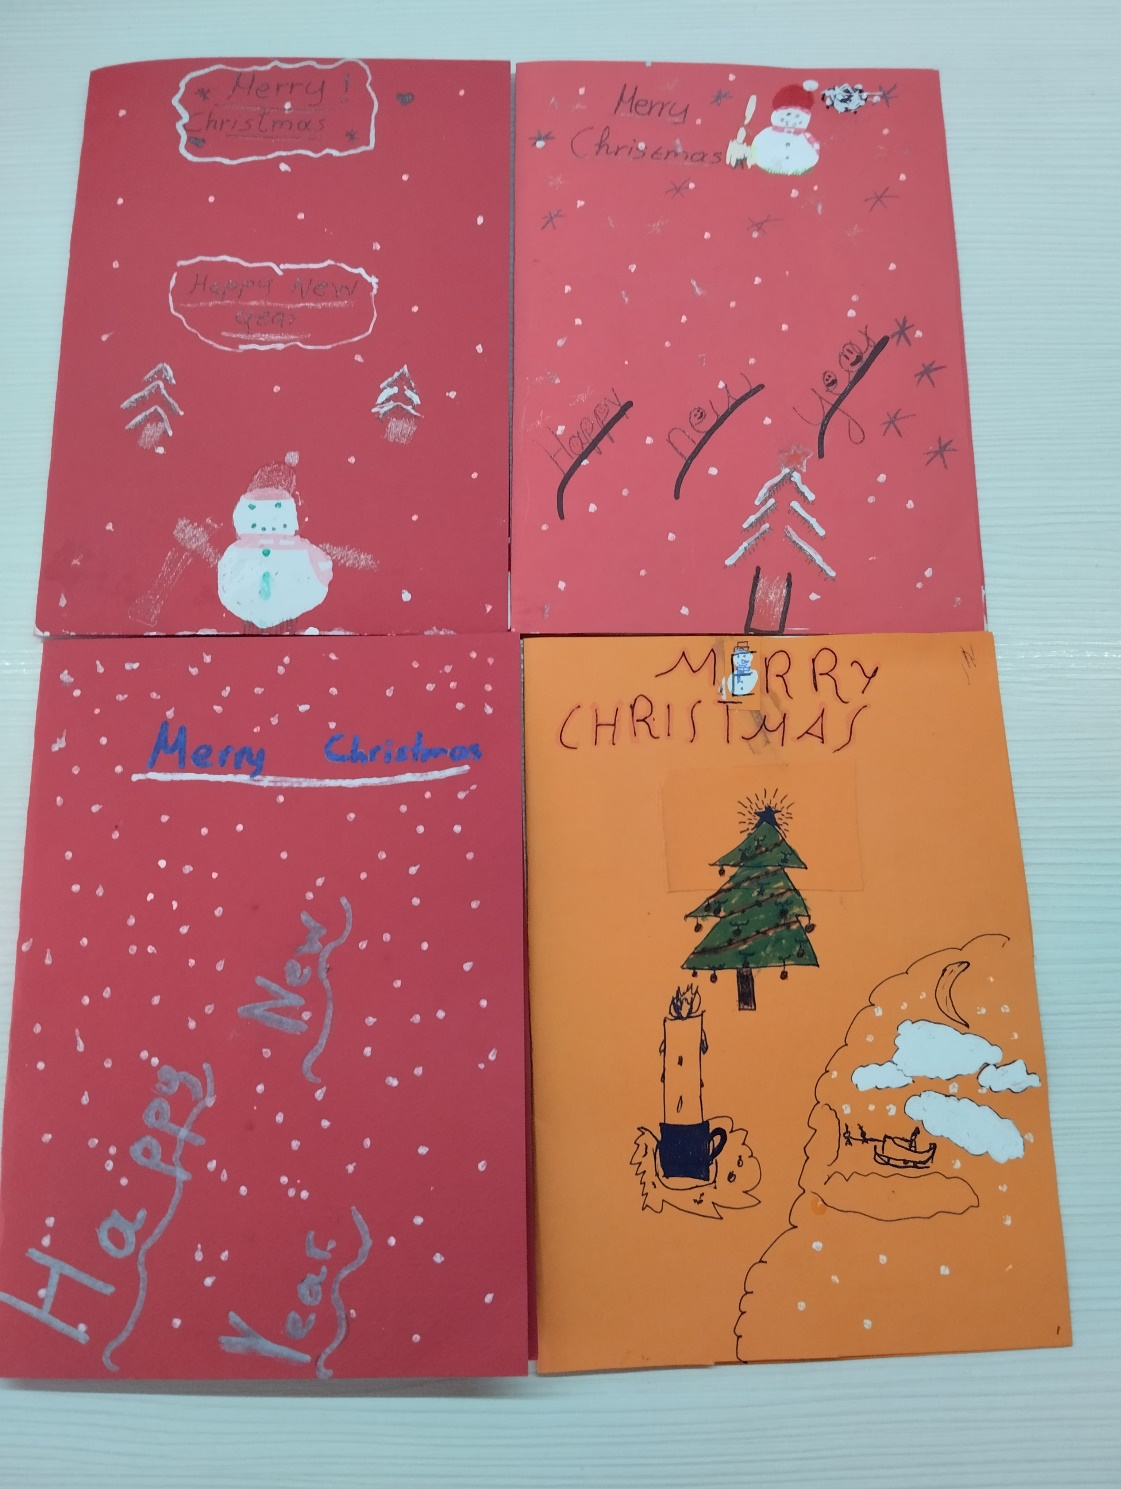 Merry !
Christmas
Happy New
year
Merry
Christmas
Happy
new
year
Merry Christmas
Happy
New
Year
MERRY
CHRISTMAS